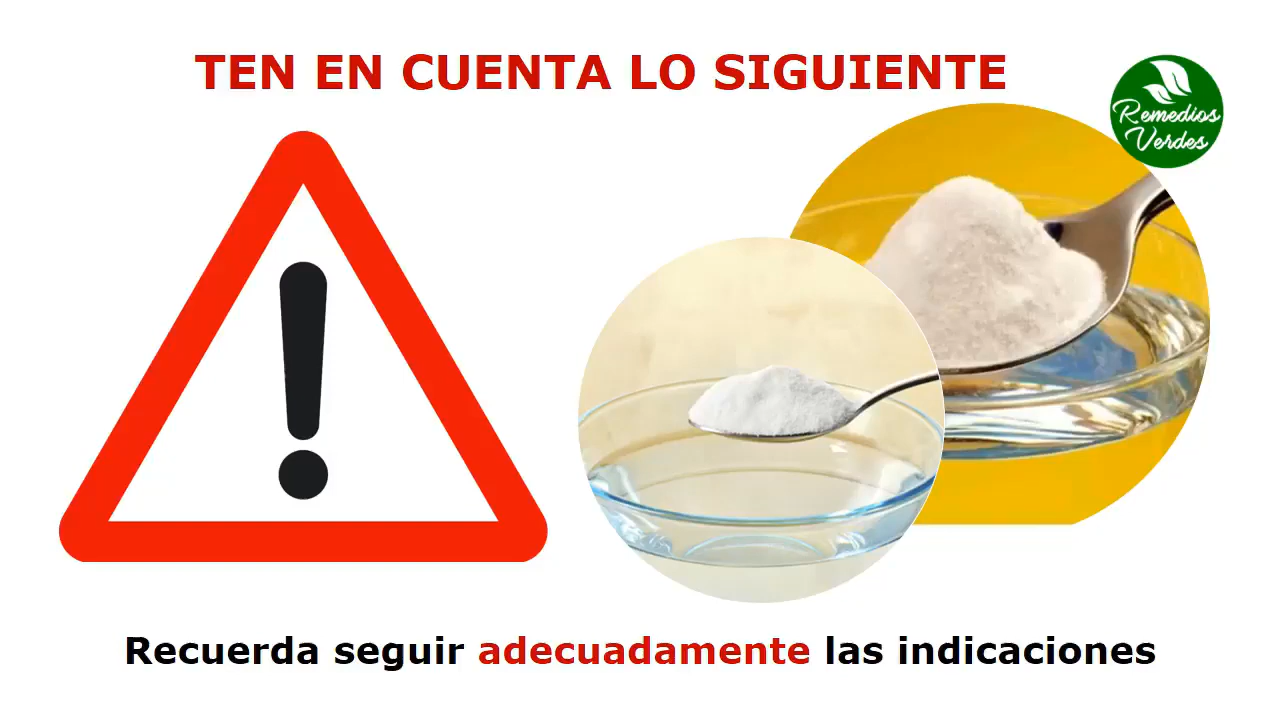 TEN EN CUENTA LO SIGUIENTE
Remedios
Verdes
Recuerda seguir adecuadamente las indicaciones